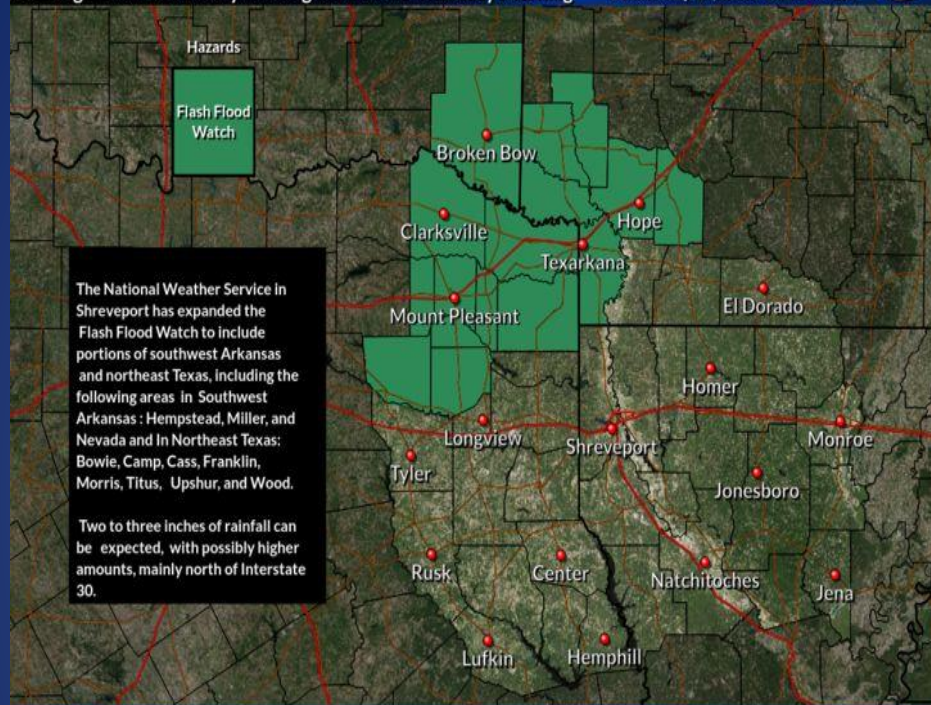 Hazards
Flash Flood
Watch
Broken Bow
Hope
Clarksville
Texarkana
El Dorado
Mount Pleasant
Homer
Longview
Shreveport
Monroe
Tyler
Jonesboro
Rusk
Center
Natchitoches
Jena
Lufkin
Hemphill
The National Weather Service in
Shreveport has expanded the
Flash Flood Watch to include
portions of southwest Arkansas
and northeast Texas, including the
following areas in Southwest
Arkansas : Hempstead, Miller, and
Nevada and In Northeast Texas:
Bowie, Camp, Cass, Franklin,
Morris, Titus, Upshur, and Wood.
Two to three inches of rainfall can
be expected, with possibly higher
amounts, mainly north of Interstate
30.